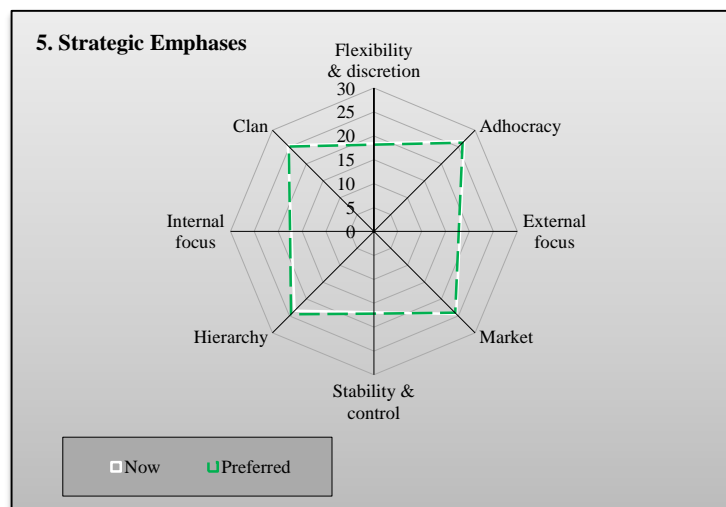 5. Strategic Emphases
Flexibility
& discretion
30
25
20
15
10
5
0
Clan
Adhocracy
Internal
focus
External
focus
Hierarchy
Market
Stability &
control
Now
Preferred